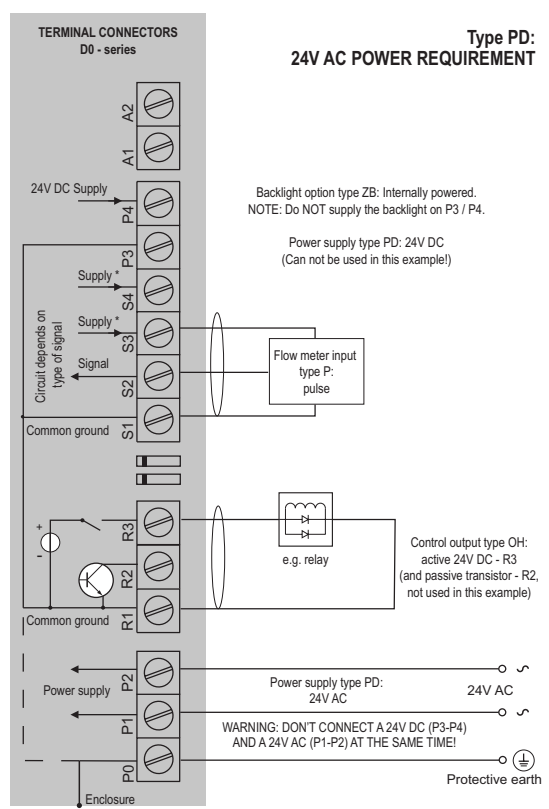 TERMINAL CONNECTORS
D0 - series
Type PD:
24V AC POWER REQUIREMENT
A2
A1
24V DC Supply
P4
Backlight option type ZB: Internally powered.
NOTE: Do NOT supply the backlight on P3 / P4.
P3
Power supply type PD: 24V DC
(Can not be used in this example!)
Supply *
S4
Supply *
S3
Circuit depends on
type of signal
Signal
S2
Flow meter input
type P:
pulse
Common ground
S1
+
-
R3
e.g. relay
R2
Control output type OH:
active 24V DC - R3
(and passive transistor - R2,
not used in this example)
Common ground
R1
Power supply
P2
Power supply type PD:
24V AC
24V AC
P1
WARNING: DON'T CONNECT A 24V DC (P3-P4)
AND A 24V AC (P1-P2) AT THE SAME TIME!
P0
Protective earth
Enclosure